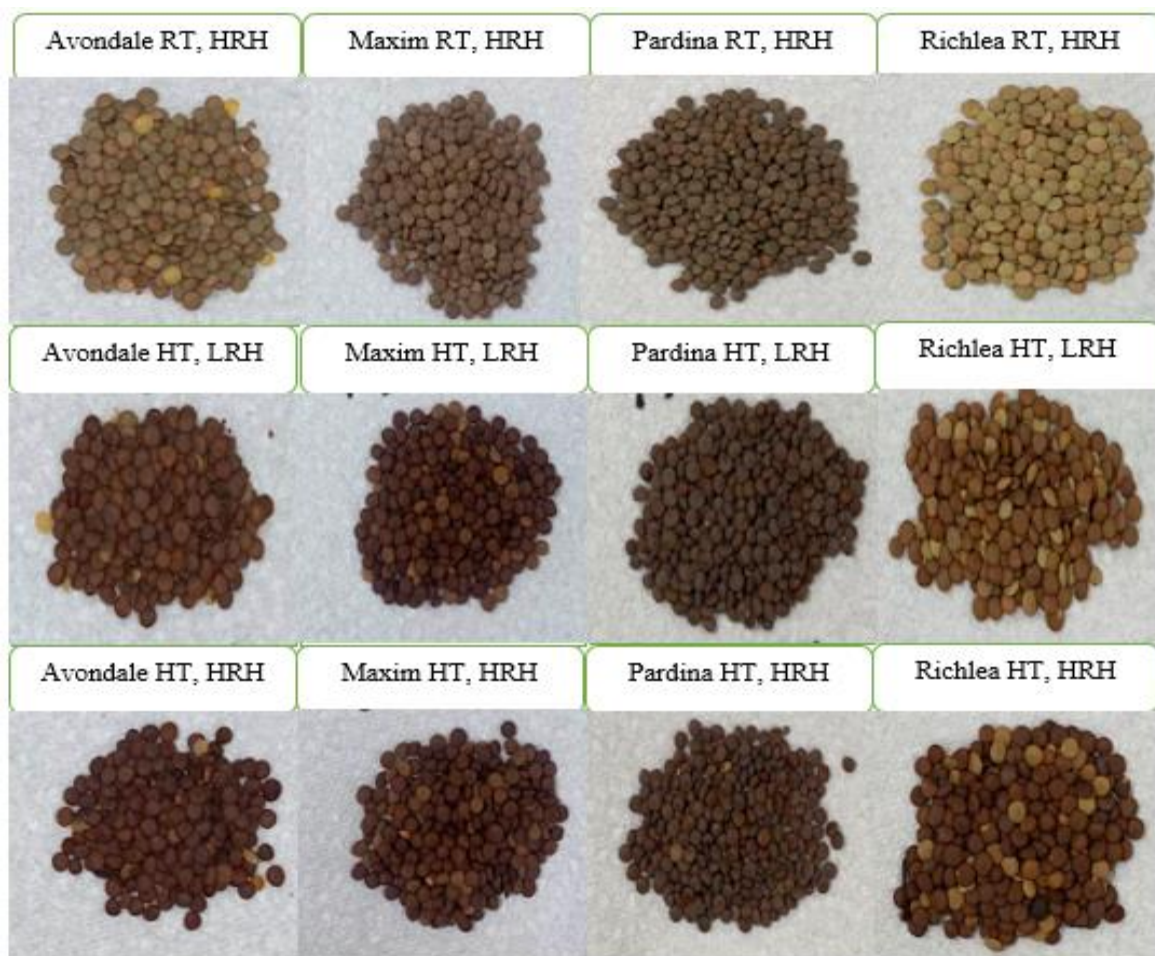 Avondale RT, HRH
Maxim RT, HRH
Pardina RT, HRH
Richlea RT, HRH
Avondale HT, LRH
Maxim HT, LRH
Pardina HT, LRH
Richlea HT, LRH
Avondale HT, HRH
Maxim HT, HRH
Pardina HT, HRH
Richlea HT, HRH